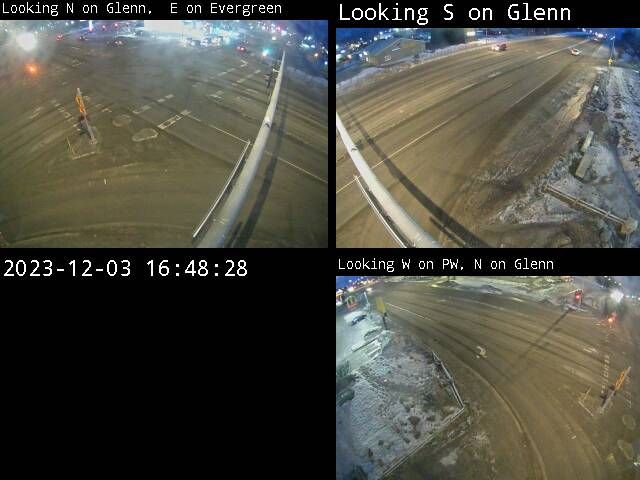 Looking N on Glenn, E on Evergreen
Looking S on Glenn
2023-12-03 16:48:28
Looking W on PW, N on Glenn